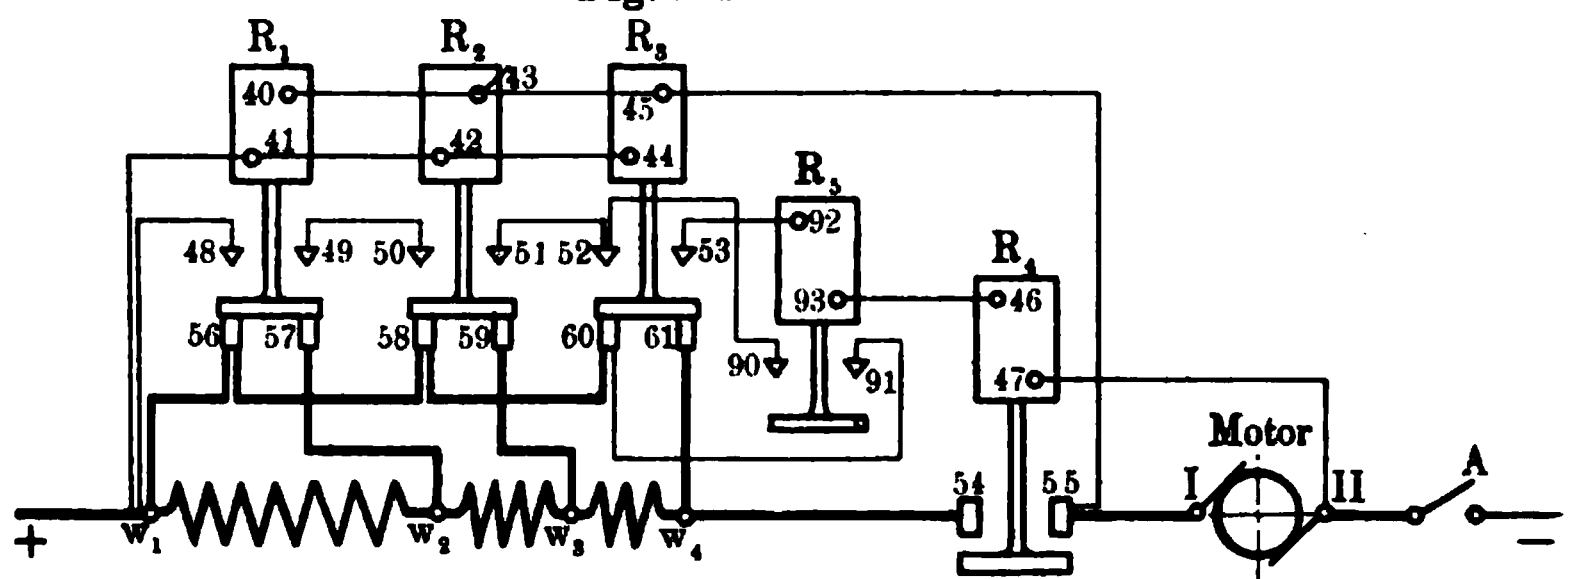 R₁ R₂ R₃
40 43 45
41 42 44
R₅
92
48 49 50 51 52 53
R₄
93 46
56 57 58 59 60 61
90 91
47
Motor
54 55 I II A
+ W₁ W₂ W₃ W₄ −